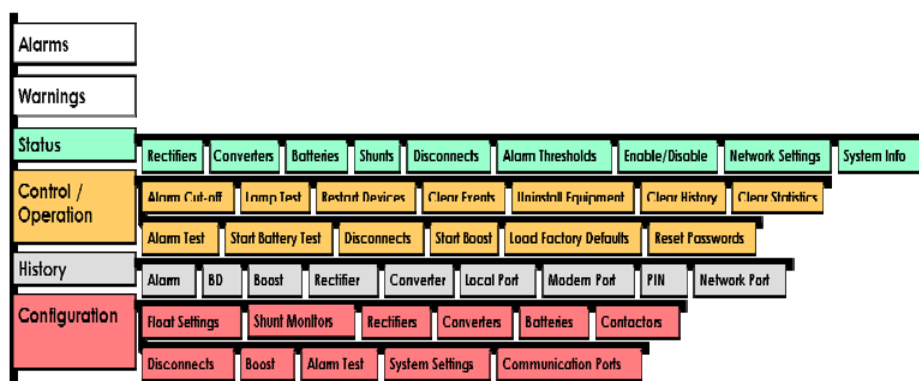 Alarms
Warnings
Status
Rectifiers Converters Batteries Shunts Disconnects Alarm Thresholds Enable/Disable Network Settings System Info
Control /
Operation
Alarm Cut-off Lamp Test Restart Devices Clear Events Uninstall Equipment Clear History Clear Statistics
Alarm Test Start Battery Test Disconnects Start Boost Load Factory Defaults Reset Passwords
History
Alarm BD Boost Rectifier Converter Local Port Modem Port PIN Network Port
Configuration
Float Settings Shunt Monitors Rectifiers Converters Batteries Contactors
Disconnects Boost Alarm Test System Settings Communication Ports